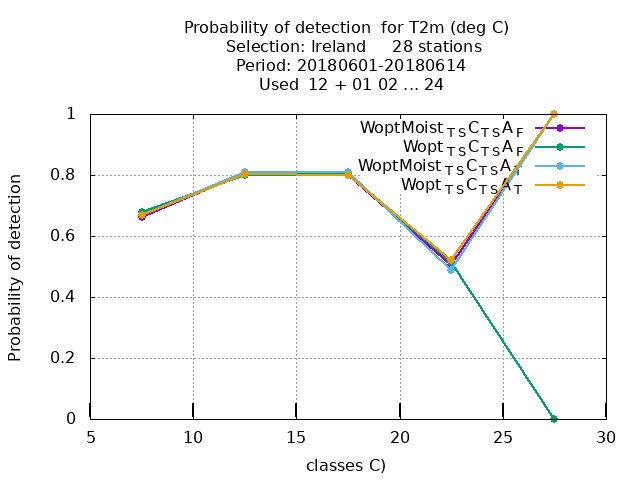 Probability of detection  for T2m (deg C)
Selection: Ireland     28 stations
Period: 20180601-20180614
Used  12 + 01 02 ... 24
WoptMoist TS C TS A F
Wopt TS C TS A F
WoptMoist TS C TS A T
Wopt TS C TS A T
Probability of detection
1
0.8
0.6
0.4
0.2
0
5 10 15 20 25 30
classes C)